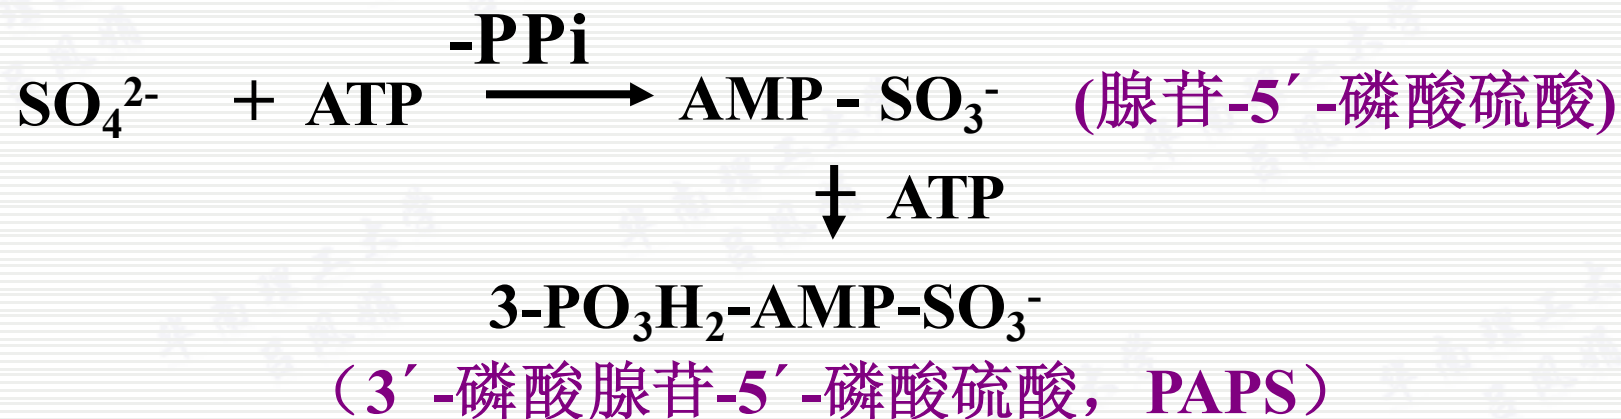 -PPi
SO₄²⁻ + ATP → AMP - SO₃⁻ (腺苷-5´-磷酸硫酸)
+ ATP
3-PO₃H₂-AMP-SO₃⁻
（3´-磷酸腺苷-5´-磷酸硫酸，PAPS）